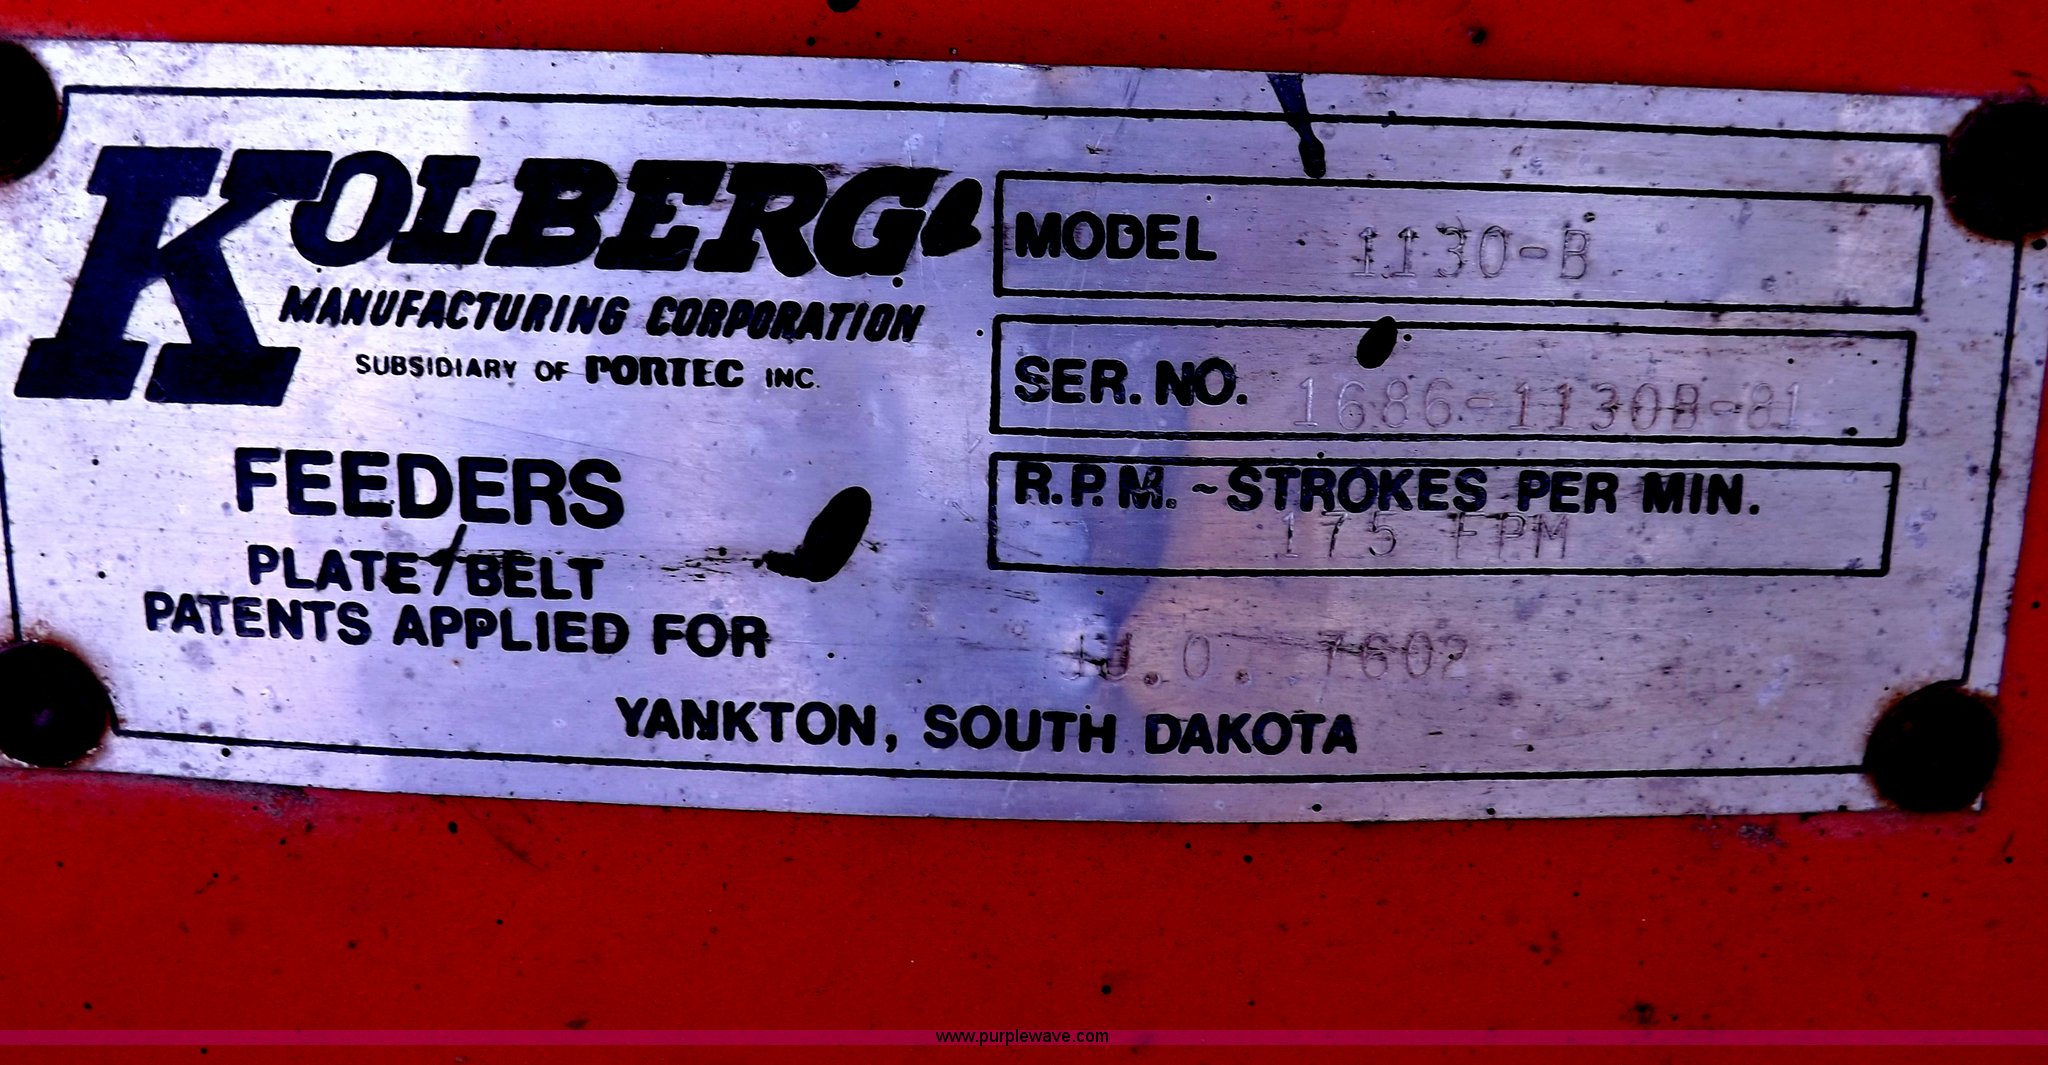 KOLBERG
MANUFACTURING CORPORATION
SUBSIDIARY OF PORTEC INC.
FEEDERS
PLATE/BELT
PATENTS APPLIED FOR
MODEL 1130-B
SER. NO. 1686-1130B-81
R.P.M. ~ STROKES PER MIN.
175 FPM
J.O. 7602
YANKTON, SOUTH DAKOTA
www.purplewave.com